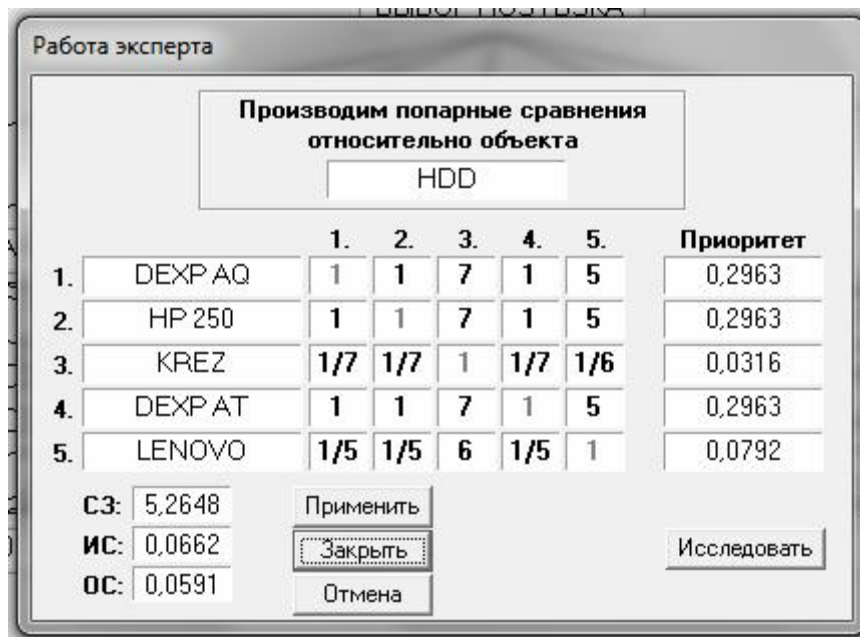 Работа эксперта
Производим попарные сравнения
относительно объекта
HDD
1. 2. 3. 4. 5. Приоритет
1. DEXP AQ 1 1 7 1 5 0,2963
2. HP 250 1 1 7 1 5 0,2963
3. KREZ 1/7 1/7 1 1/7 1/6 0,0316
4. DEXP AT 1 1 7 1 5 0,2963
5. LENOVO 1/5 1/5 6 1/5 1 0,0792
СЗ: 5,2648 Применить
ИС: 0,0662 Закрыть Исследовать
ОС: 0,0591 Отмена